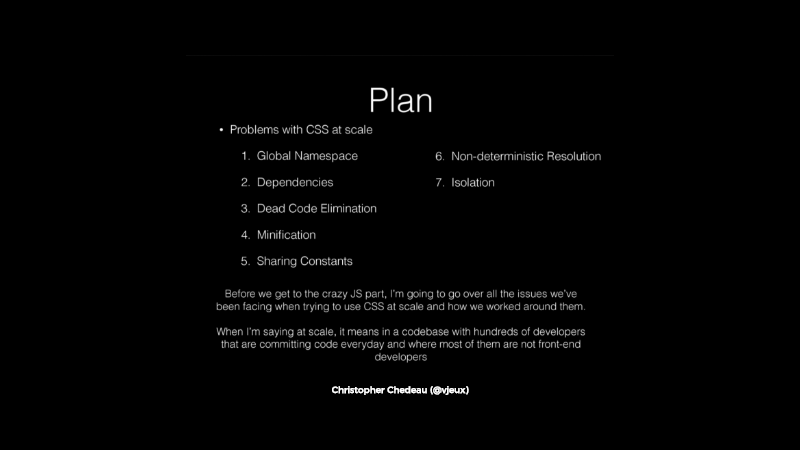 Plan
• Problems with CSS at scale
1. Global Namespace
2. Dependencies
3. Dead Code Elimination
4. Minification
5. Sharing Constants
6. Non-deterministic Resolution
7. Isolation
Before we get to the crazy JS part, I'm going to go over all the issues we've
been facing when trying to use CSS at scale and how we worked around them.
When I'm saying at scale, it means in a codebase with hundreds of developers
that are committing code everyday and where most of them are not front-end
developers
Christopher Chedeau (@vjeux)